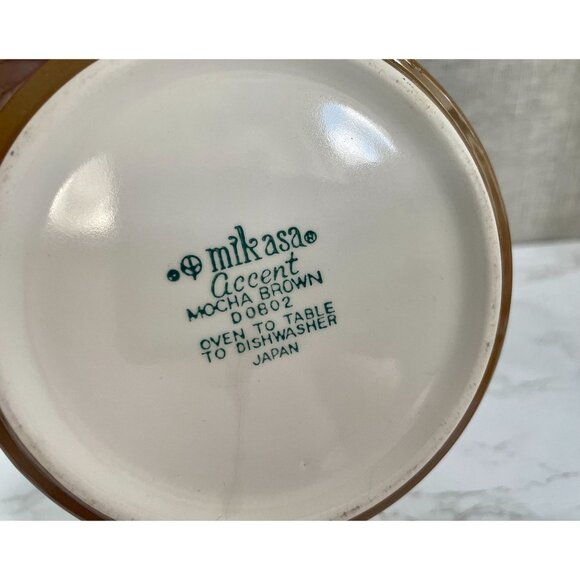 mikasa®
accent
MOCHA BROWN
D0802
OVEN TO TABLE
TO DISHWASHER
JAPAN